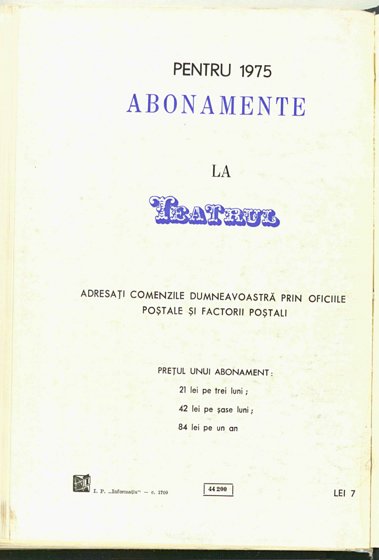 PENTRU 1975
ABONAMENTE
LA
TEATRUL
ADRESAȚI COMENZILE DUMNEAVOASTRĂ PRIN OFICIILE
POȘTALE ȘI FACTORII POȘTALI
PREȚUL UNUI ABONAMENT:
21 lei pe trei luni;
42 lei pe șase luni;
84 lei pe un an
I. P. „Informația” – c. 1769
44 200
LEI 7